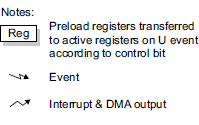 Notes:
Reg
Preload registers transferred
to active registers on U event
according to control bit
Event
Interrupt & DMA output